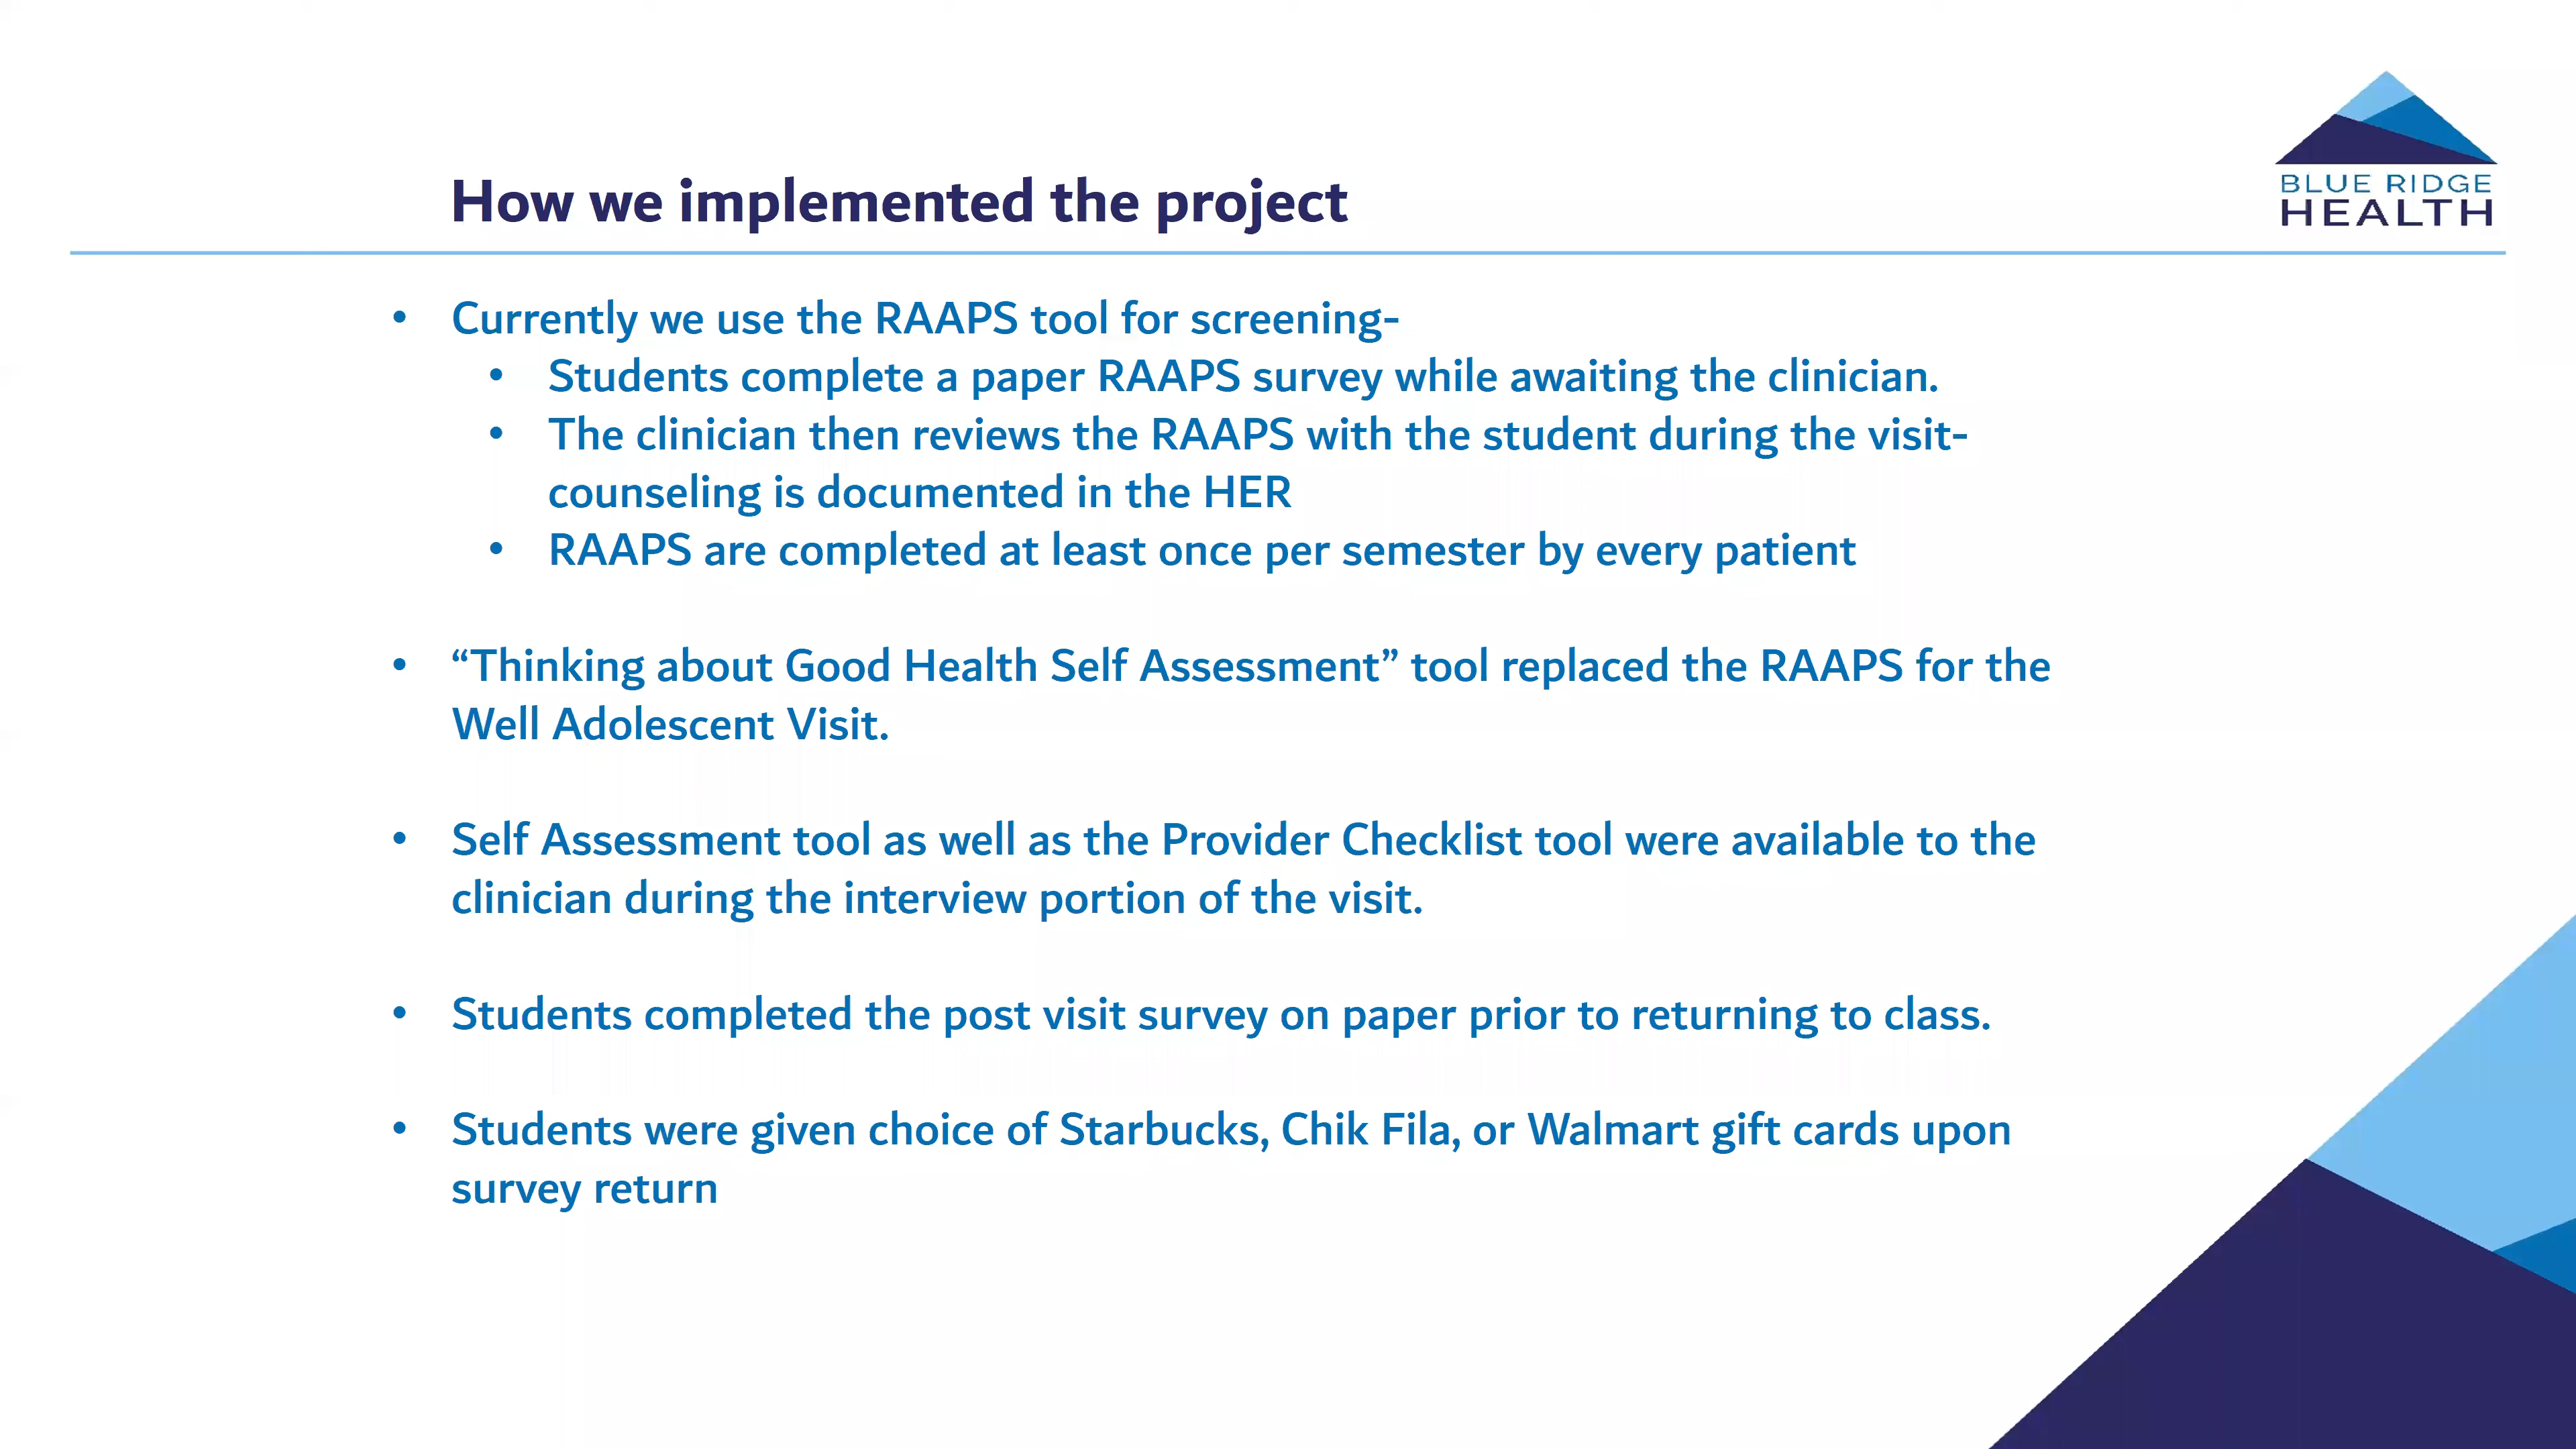 BLUE RIDGE
HEALTH
How we implemented the project
• Currently we use the RAAPS tool for screening-
• Students complete a paper RAAPS survey while awaiting the clinician.
• The clinician then reviews the RAAPS with the student during the visit-
counseling is documented in the HER
• RAAPS are completed at least once per semester by every patient
• “Thinking about Good Health Self Assessment” tool replaced the RAAPS for the
Well Adolescent Visit.
• Self Assessment tool as well as the Provider Checklist tool were available to the
clinician during the interview portion of the visit.
• Students completed the post visit survey on paper prior to returning to class.
• Students were given choice of Starbucks, Chik Fila, or Walmart gift cards upon
survey return